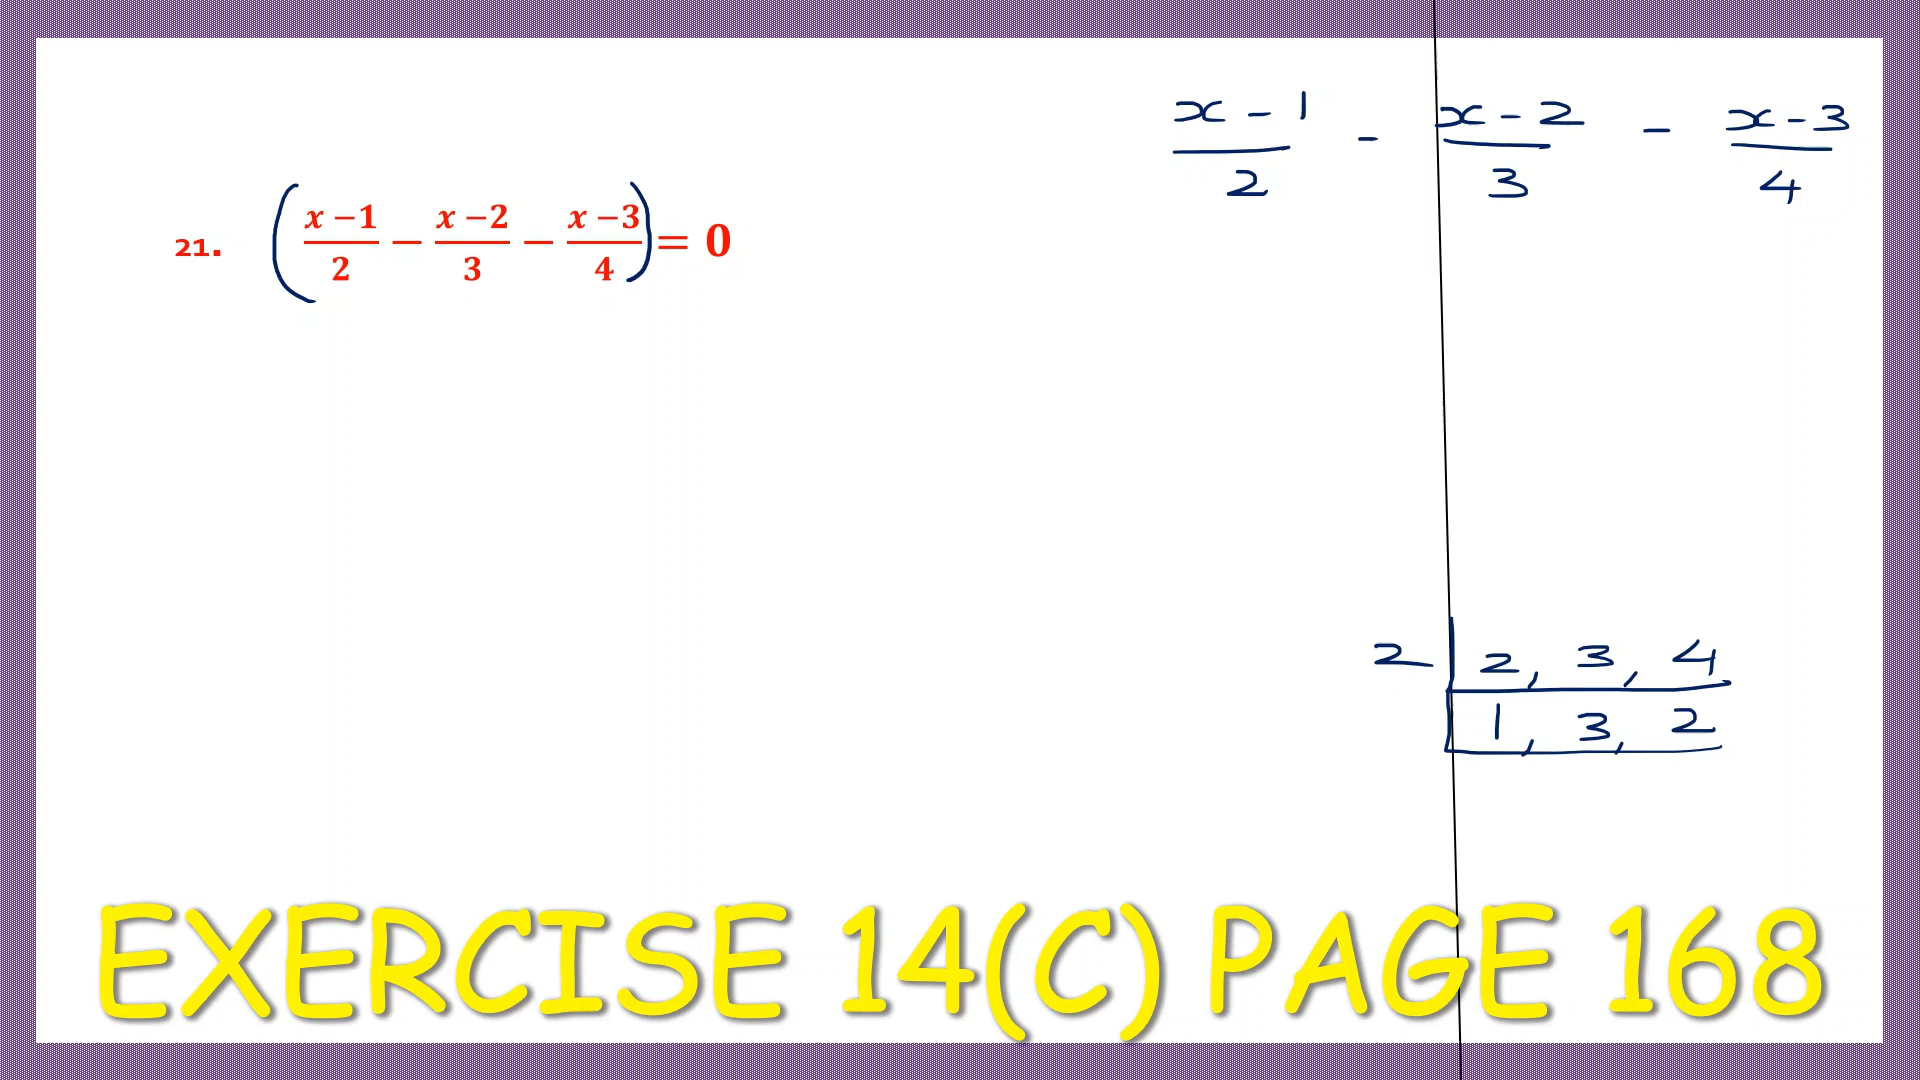 x − 1 / 2 - x − 2 / 3 - x − 3 / 4
21. ( x −1 / 2 − x −2 / 3 − x −3 / 4 ) = 0
2 | 2, 3, 4
1, 3, 2
EXERCISE 14(C) PAGE 168